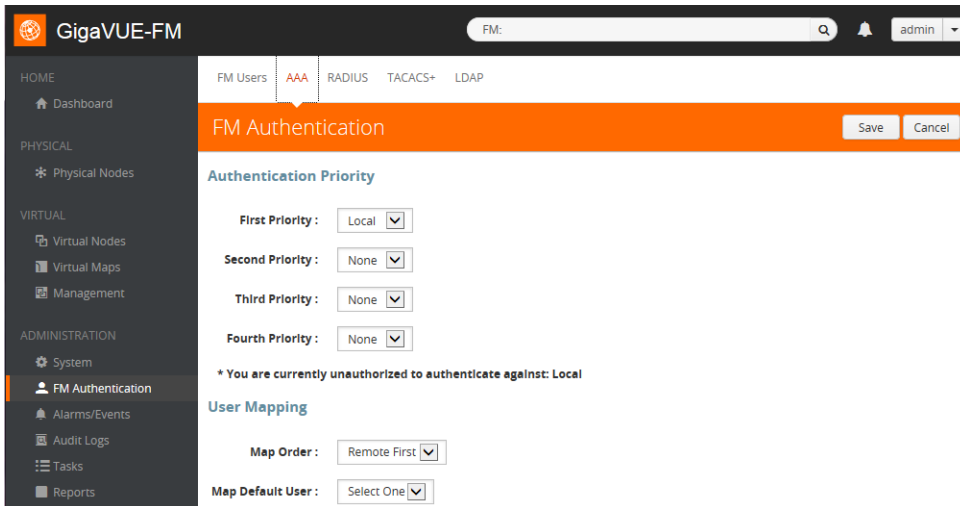 GigaVUE-FM
FM:
admin
HOME
Dashboard
PHYSICAL
Physical Nodes
VIRTUAL
Virtual Nodes
Virtual Maps
Management
ADMINISTRATION
System
FM Authentication
Alarms/Events
Audit Logs
Tasks
Reports
FM Users AAA RADIUS TACACS+ LDAP
FM Authentication
Save Cancel
Authentication Priority
First Priority : Local
Second Priority : None
Third Priority : None
Fourth Priority : None
* You are currently unauthorized to authenticate against: Local
User Mapping
Map Order : Remote First
Map Default User : Select One